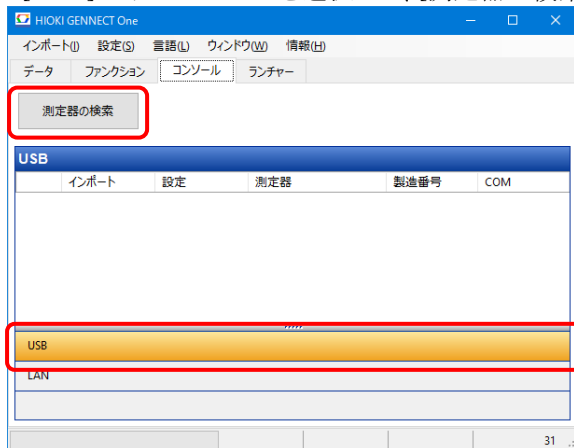 HIOKI GENNECT One
インポート(I) 設定(S) 言語(L) ウィンドウ(W) 情報(H)
データ ファンクション コンソール ランチャー
測定器の検索
USB
インポート 設定 測定器 製造番号 COM
USB
LAN
31